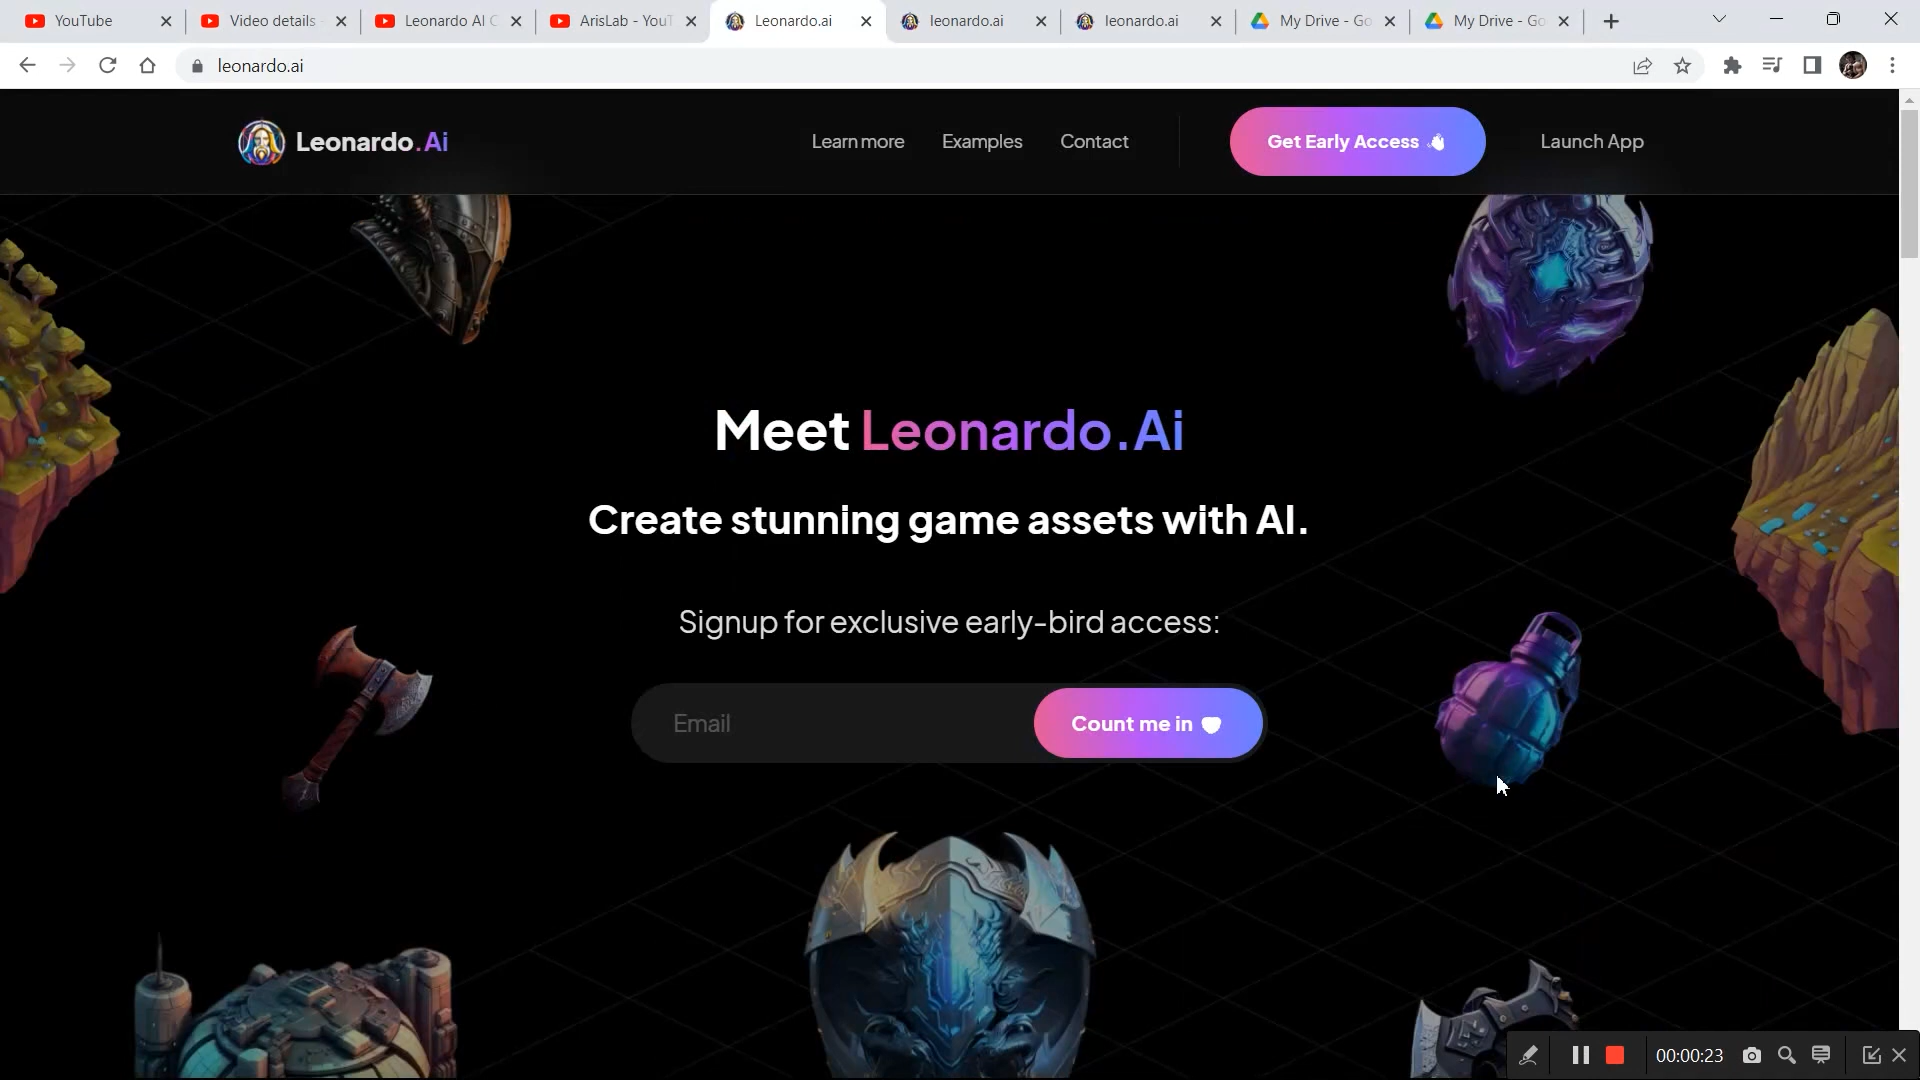 YouTube
Video details
Leonardo AI C
ArisLab - YouT
Leonardo.ai
leonardo.ai
leonardo.ai
My Drive - Go
My Drive - Go
leonardo.ai
Leonardo.Ai
Learn more
Examples
Contact
Get Early Access
Launch App
Meet Leonardo.Ai
Create stunning game assets with AI.
Signup for exclusive early-bird access:
Email
Count me in
00:00:23